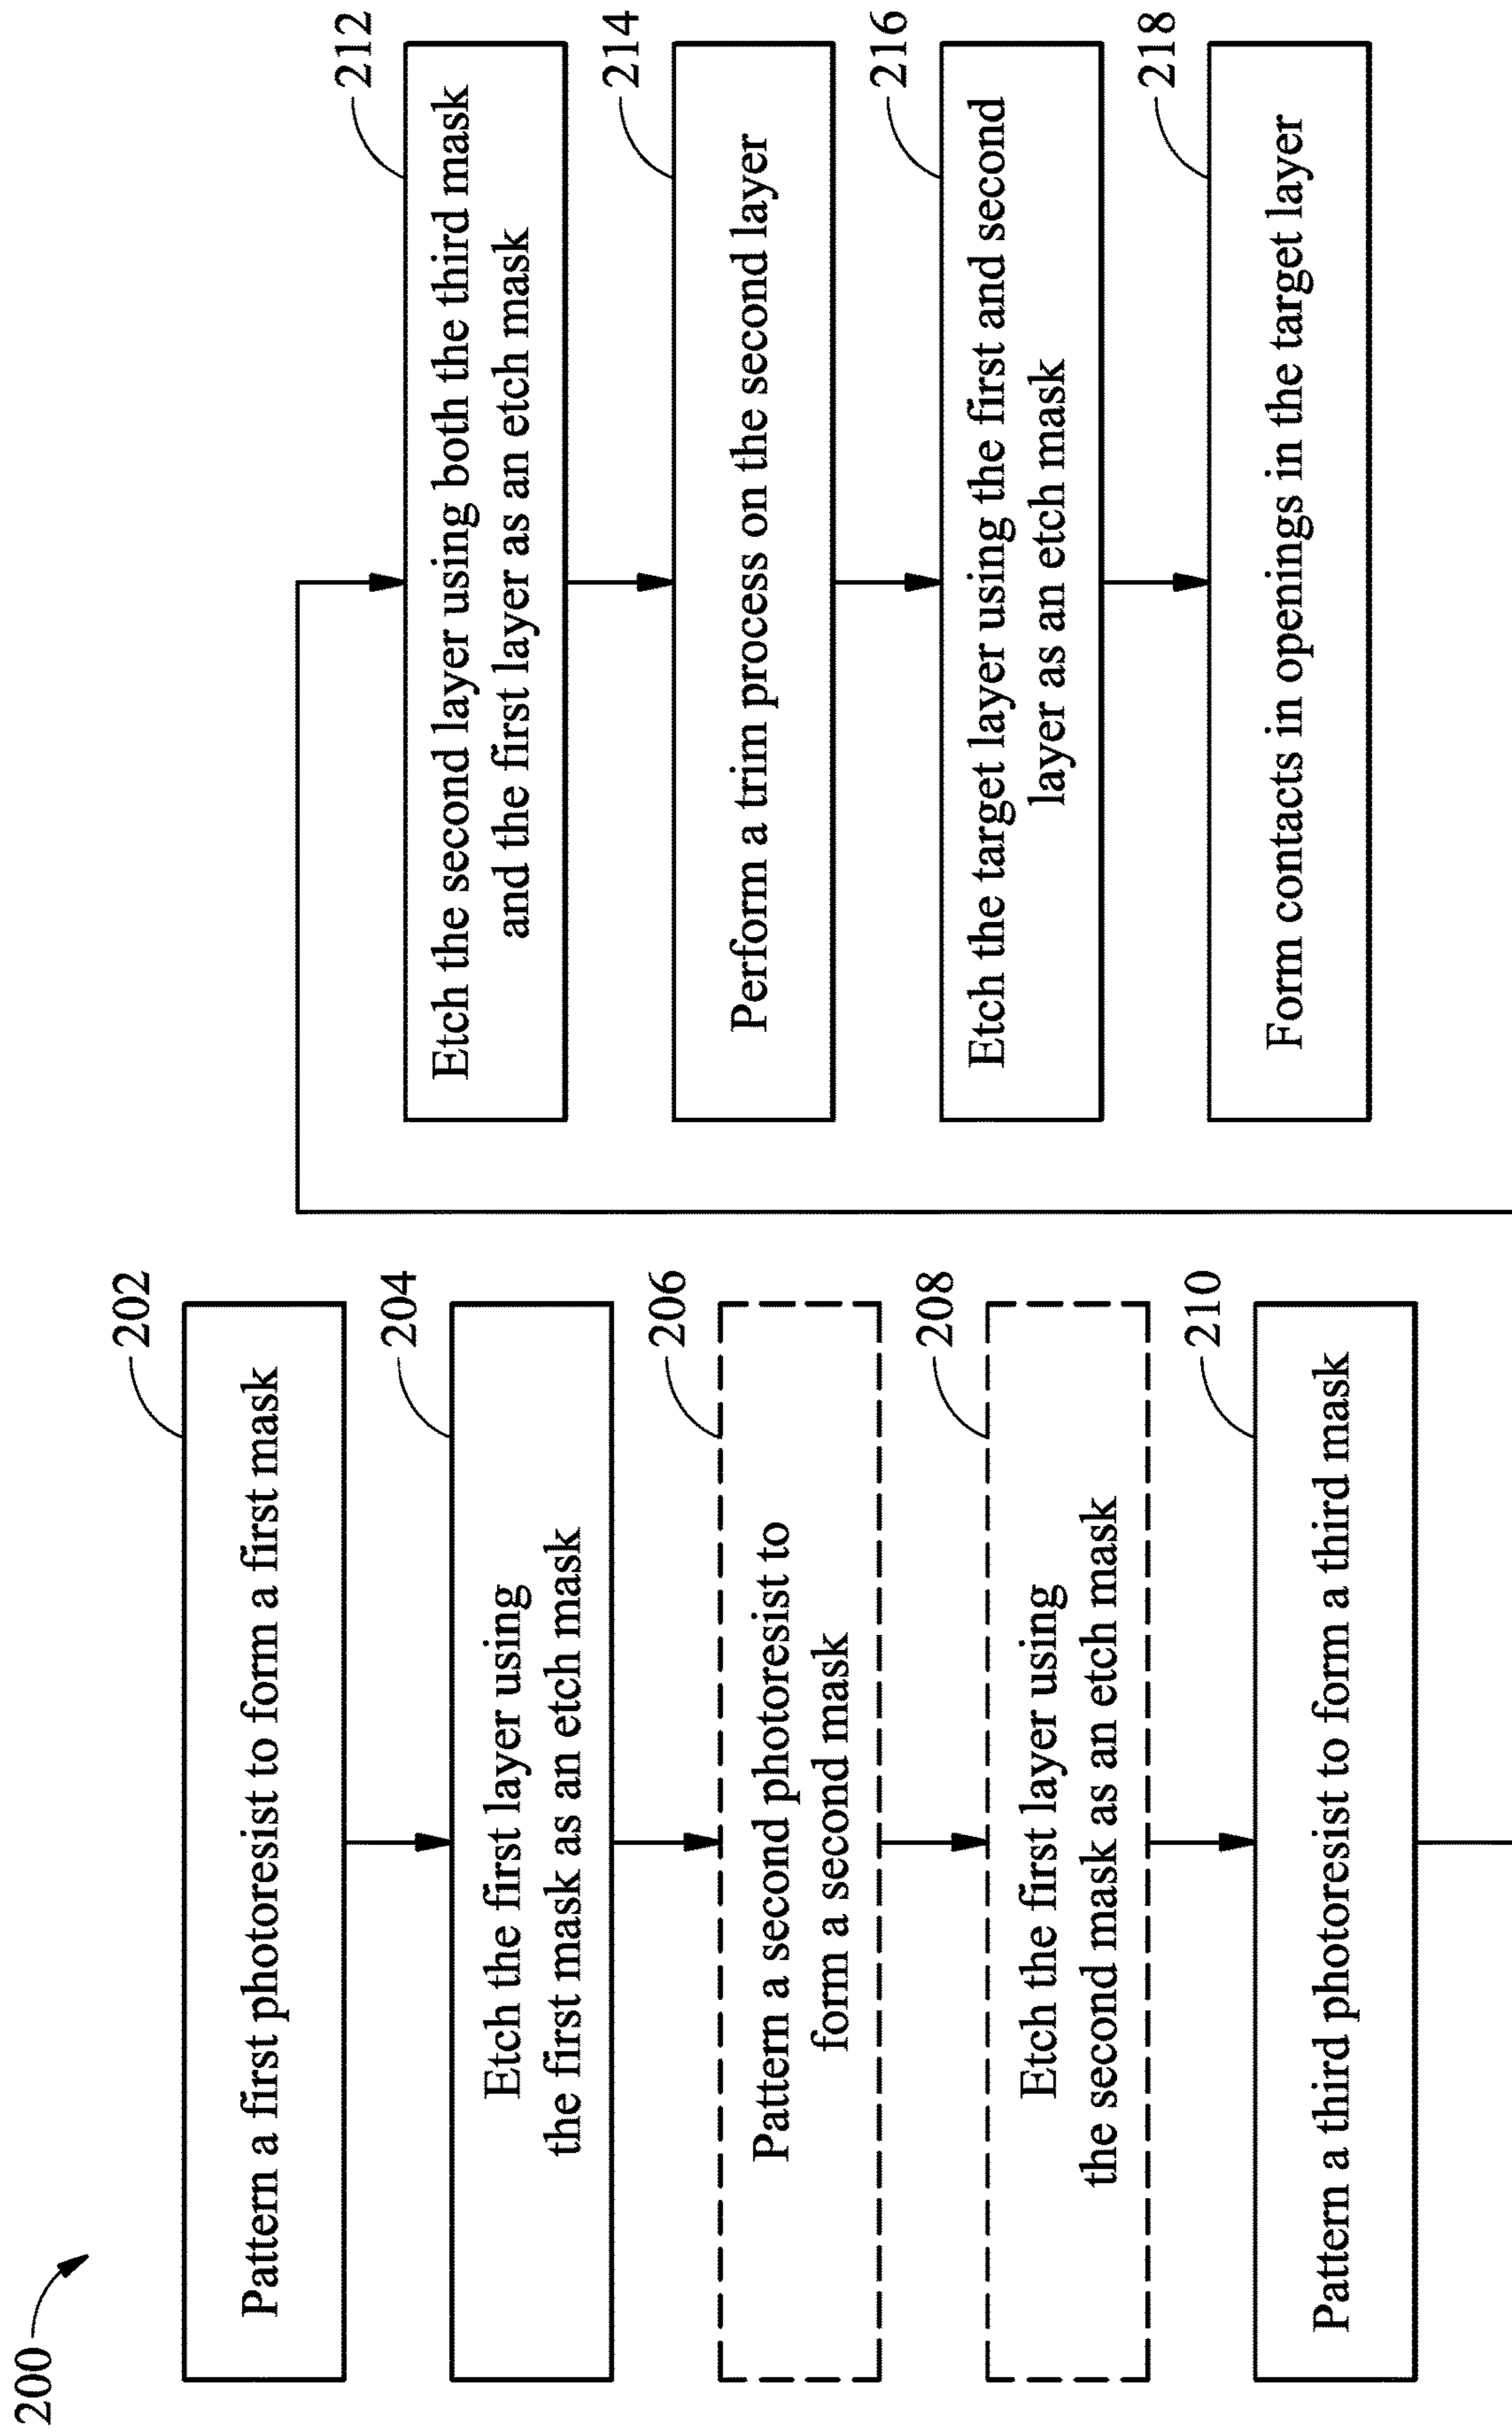 200
202
Pattern a first photoresist to form a first mask
204
Etch the first layer using
the first mask as an etch mask
206
Pattern a second photoresist to
form a second mask
208
Etch the first layer using
the second mask as an etch mask
210
Pattern a third photoresist to form a third mask
212
Etch the second layer using both the third mask
and the first layer as an etch mask
214
Perform a trim process on the second layer
216
Etch the target layer using the first and second
layer as an etch mask
218
Form contacts in openings in the target layer